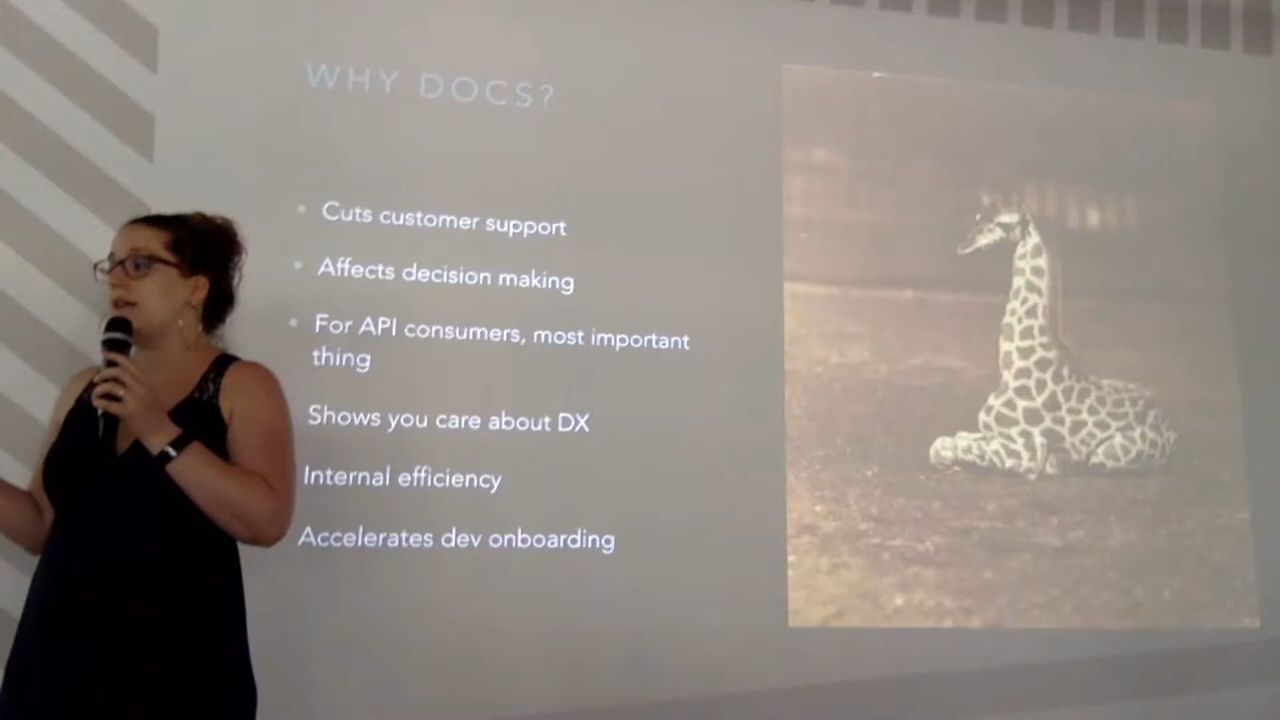 WHY DOCS?
Cuts customer support
Affects decision making
For API consumers, most important
thing
Shows you care about DX
Internal efficiency
Accelerates dev onboarding